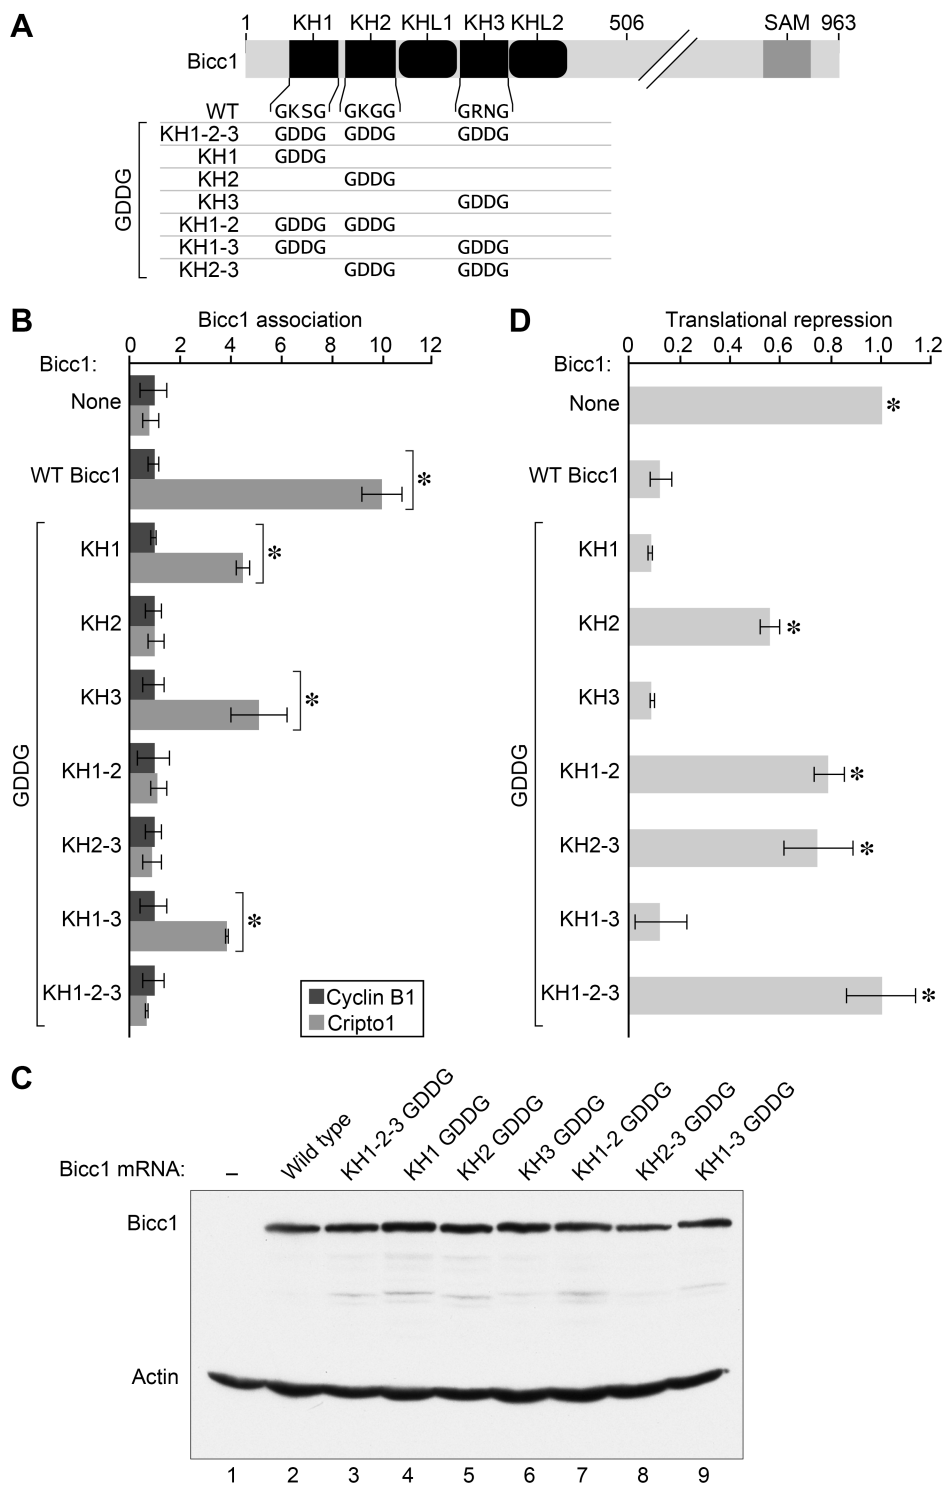 A
1 KH1 KH2 KHL1 KH3 KHL2 506 SAM 963
Bicc1
WT GKSG GKGG GRNG
KH1-2-3 GDDG GDDG GDDG
KH1 GDDG
KH2 GDDG
KH3 GDDG
KH1-2 GDDG GDDG
KH1-3 GDDG GDDG
KH2-3 GDDG GDDG
GDDG
B
Bicc1 association
0 2 4 6 8 10 12
Bicc1:
None
WT Bicc1
KH1
KH2
KH3
KH1-2
KH2-3
KH1-3
KH1-2-3
GDDG
* * * *
Cyclin B1
Cripto1
D
Translational repression
0 0.2 0.4 0.6 0.8 1.0 1.2
Bicc1:
None *
WT Bicc1
KH1
KH2 *
KH3
KH1-2 *
KH2-3 *
KH1-3
KH1-2-3 *
GDDG
C
Bicc1 mRNA: – Wild type KH1-2-3 GDDG KH1 GDDG KH2 GDDG KH3 GDDG KH1-2 GDDG KH2-3 GDDG KH1-3 GDDG
Bicc1
Actin
1 2 3 4 5 6 7 8 9